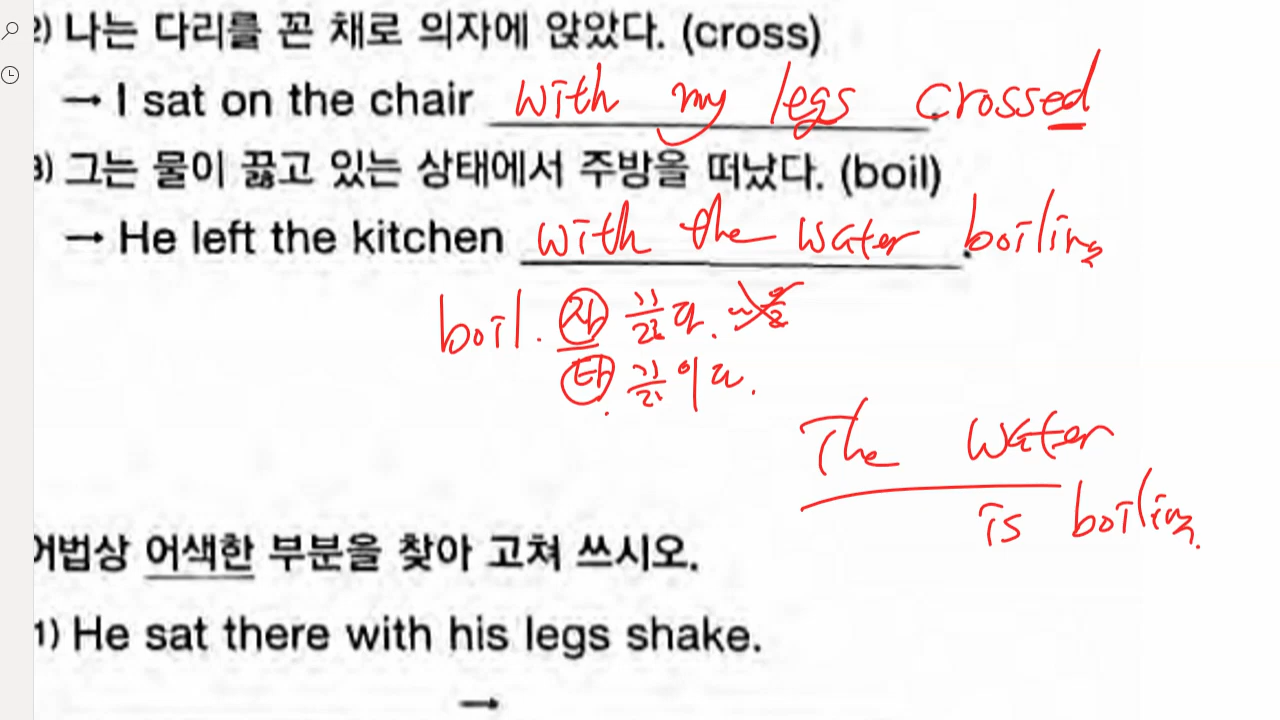 2) 나는 다리를 꼰 채로 의자에 앉았다. (cross)
→ I sat on the chair with my legs crossed
3) 그는 물이 끓고 있는 상태에서 주방을 떠났다. (boil)
→ He left the kitchen with the water boiling.
boil. 자 끓다.
타 끓이다.
The water
is boiling.
어법상 어색한 부분을 찾아 고쳐 쓰시오.
1) He sat there with his legs shake.
→